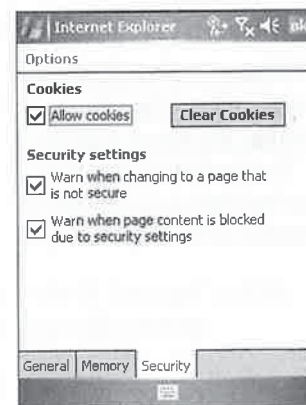 Internet Explorer ok
Options
Cookies
Allow cookies Clear Cookies
Security settings
Warn when changing to a page that
is not secure
Warn when page content is blocked
due to security settings
General Memory Security